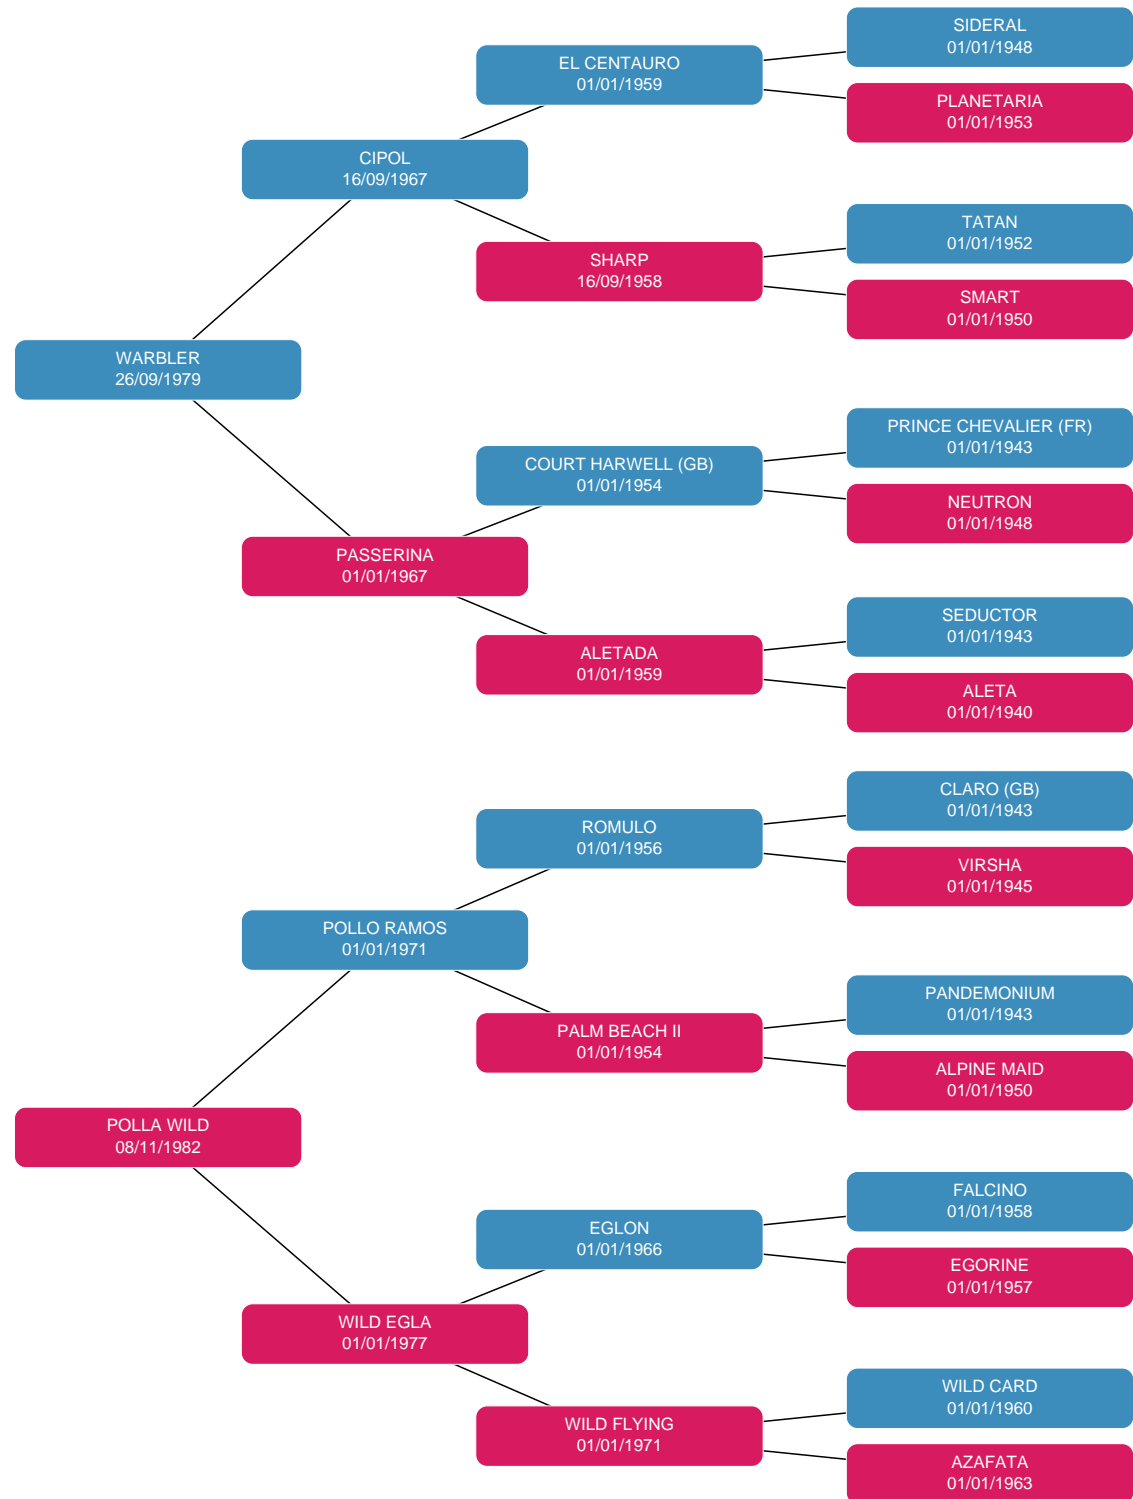 SIDERAL
01/01/1948
EL CENTAURO
01/01/1959
PLANETARIA
01/01/1953
CIPOL
16/09/1967
TATAN
01/01/1952
SHARP
16/09/1958
SMART
01/01/1950
WARBLER
26/09/1979
PRINCE CHEVALIER (FR)
01/01/1943
COURT HARWELL (GB)
01/01/1954
NEUTRON
01/01/1948
PASSERINA
01/01/1967
SEDUCTOR
01/01/1943
ALETADA
01/01/1959
ALETA
01/01/1940
CLARO (GB)
01/01/1943
ROMULO
01/01/1956
VIRSHA
01/01/1945
POLLO RAMOS
01/01/1971
PANDEMONIUM
01/01/1943
PALM BEACH II
01/01/1954
ALPINE MAID
01/01/1950
POLLA WILD
08/11/1982
FALCINO
01/01/1958
EGLON
01/01/1966
EGORINE
01/01/1957
WILD EGLA
01/01/1977
WILD CARD
01/01/1960
WILD FLYING
01/01/1971
AZAFATA
01/01/1963